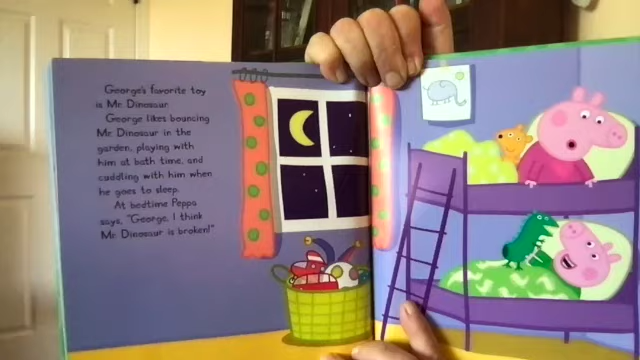 George's favorite toy
is Mr. Dinosaur.
George likes bouncing
Mr. Dinosaur in the
garden, playing with
him at bath time, and
cuddling with him when
he goes to sleep.
At bedtime Peppa
says, "George, I think
Mr. Dinosaur is broken!"